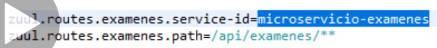 zuul.routes.examenes.service-id=microservicio-examenes
zuul.routes.examenes.path=/api/examenes/**